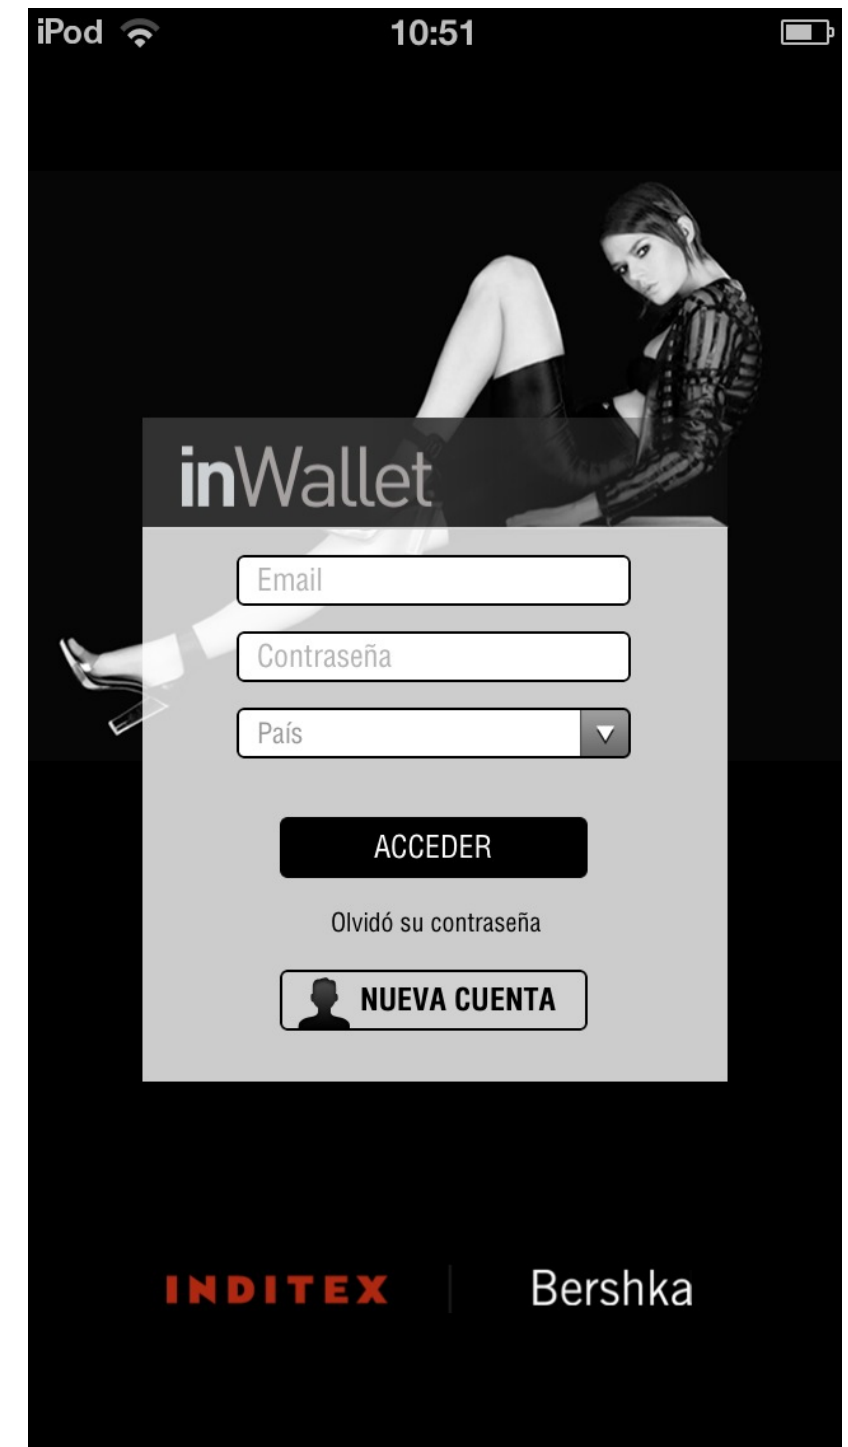 iPod 10:51
inWallet
Email
Contraseña
País
ACCEDER
Olvidó su contraseña
NUEVA CUENTA
INDITEX Bershka